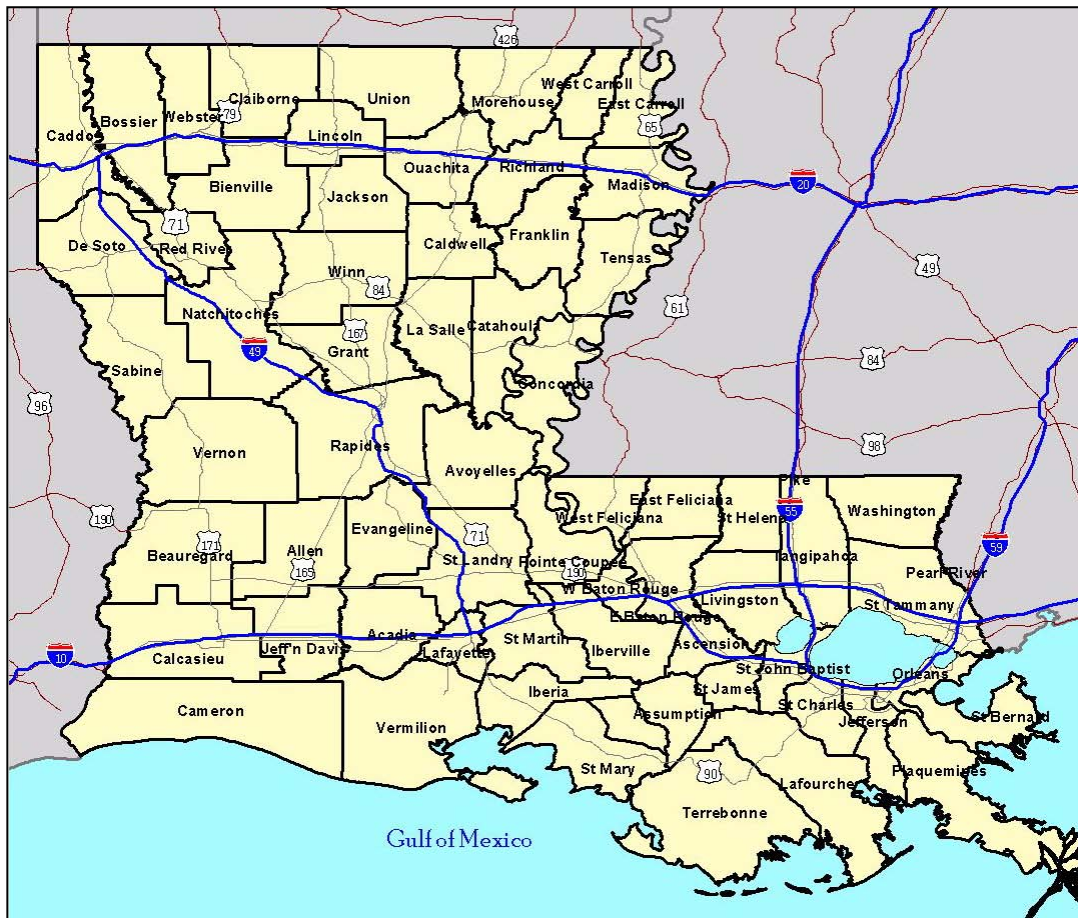 426
West Carroll
Claiborne
Union
Morehouse
East Carroll
79
Webster
Bossier
65
Caddo
Lincoln
Ouachita
Richland
Bienville
Madison
20
Jackson
71
Franklin
De Soto
Red River
Caldwell
Tensas
49
Winn
84
Natchitoches
61
167
La Salle
Catahoula
49
Grant
84
Sabine
Concordia
96
98
Rapides
Vernon
Avoyelles
Pike
East Feliciana
55
Washington
West Feliciana
St Helena
190
Evangeline
71
59
171
Beauregard
Allen
165
St Landry
Pointe Coupee
190
Tangipahoa
Pearl River
W Baton Rouge
Livingston
St Tammany
E Baton Rouge
Acadia
St Martin
Ascension
10
Calcasieu
Jeff'n Davis
Lafayette
Iberville
St John Baptist
Orleans
Iberia
St James
Cameron
Assumption
St Charles
Vermilion
Jefferson
St Bernard
St Mary
90
Lafourche
Plaquemines
Terrebonne
Gulf of Mexico